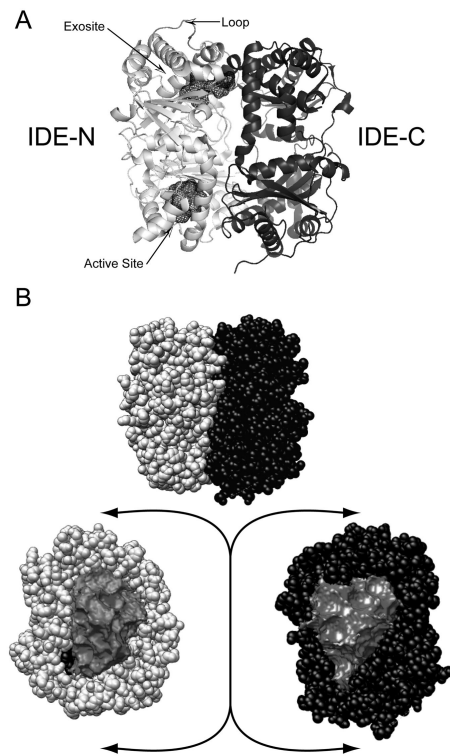 A
Loop
Exosite
IDE-N
IDE-C
Active Site
B